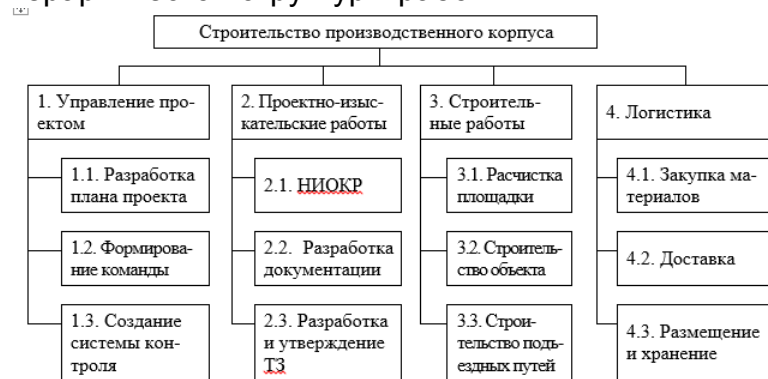 Строительство производственного корпуса
1. Управление про-
ектом
1.1. Разработка
плана проекта
1.2. Формирова-
ние команды
1.3. Создание
системы кон-
троля
2. Проектно-изыс-
кательские работы
2.1. НИОКР
2.2. Разработка
документации
2.3. Разработка
и утверждение
ТЗ
3. Строитель-
ные работы
3.1. Расчистка
площадки
3.2. Строитель-
ство объекта
3.3. Строи-
тельство подъ-
ездных путей
4. Логистика
4.1. Закупка ма-
териалов
4.2. Доставка
4.3. Размещение
и хранение